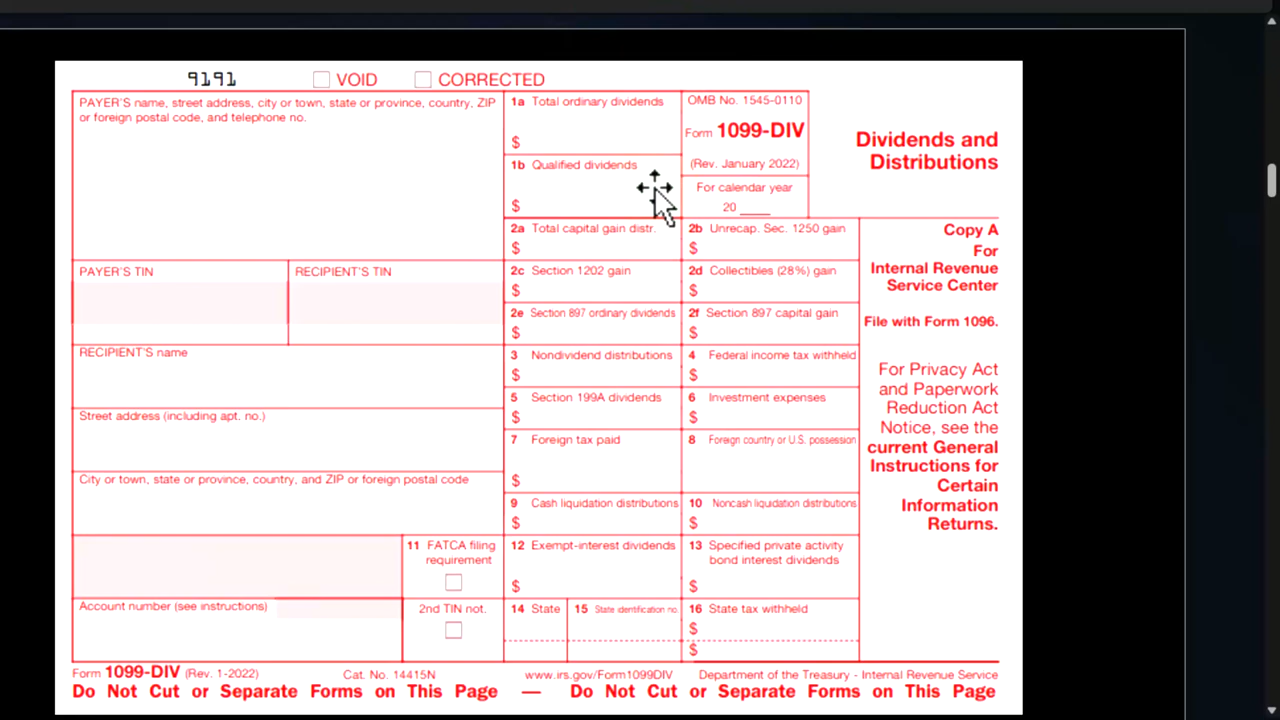 9191 VOID CORRECTED
PAYER'S name, street address, city or town, state or province, country, ZIP
or foreign postal code, and telephone no.
1a Total ordinary dividends
$
1b Qualified dividends
$
OMB No. 1545-0110
Form 1099-DIV
(Rev. January 2022)
For calendar year
20 ____
Dividends and
Distributions
2a Total capital gain distr.
$
2b Unrecap. Sec. 1250 gain
$
Copy A
For
Internal Revenue
Service Center
File with Form 1096.
For Privacy Act
and Paperwork
Reduction Act
Notice, see the
current General
Instructions for
Certain
Information
Returns.
PAYER'S TIN
RECIPIENT'S TIN
2c Section 1202 gain
$
2d Collectibles (28%) gain
$
2e Section 897 ordinary dividends
$
2f Section 897 capital gain
$
RECIPIENT'S name
3 Nondividend distributions
$
4 Federal income tax withheld
$
5 Section 199A dividends
$
6 Investment expenses
$
Street address (including apt. no.)
7 Foreign tax paid
$
8 Foreign country or U.S. possession
City or town, state or province, country, and ZIP or foreign postal code
9 Cash liquidation distributions
$
10 Noncash liquidation distributions
$
11 FATCA filing
requirement
12 Exempt-interest dividends
$
13 Specified private activity
bond interest dividends
$
Account number (see instructions)
2nd TIN not.
14 State
15 State identification no.
16 State tax withheld
$
$
Form 1099-DIV (Rev. 1-2022) Cat. No. 14415N www.irs.gov/Form1099DIV Department of the Treasury - Internal Revenue Service
Do Not Cut or Separate Forms on This Page — Do Not Cut or Separate Forms on This Page